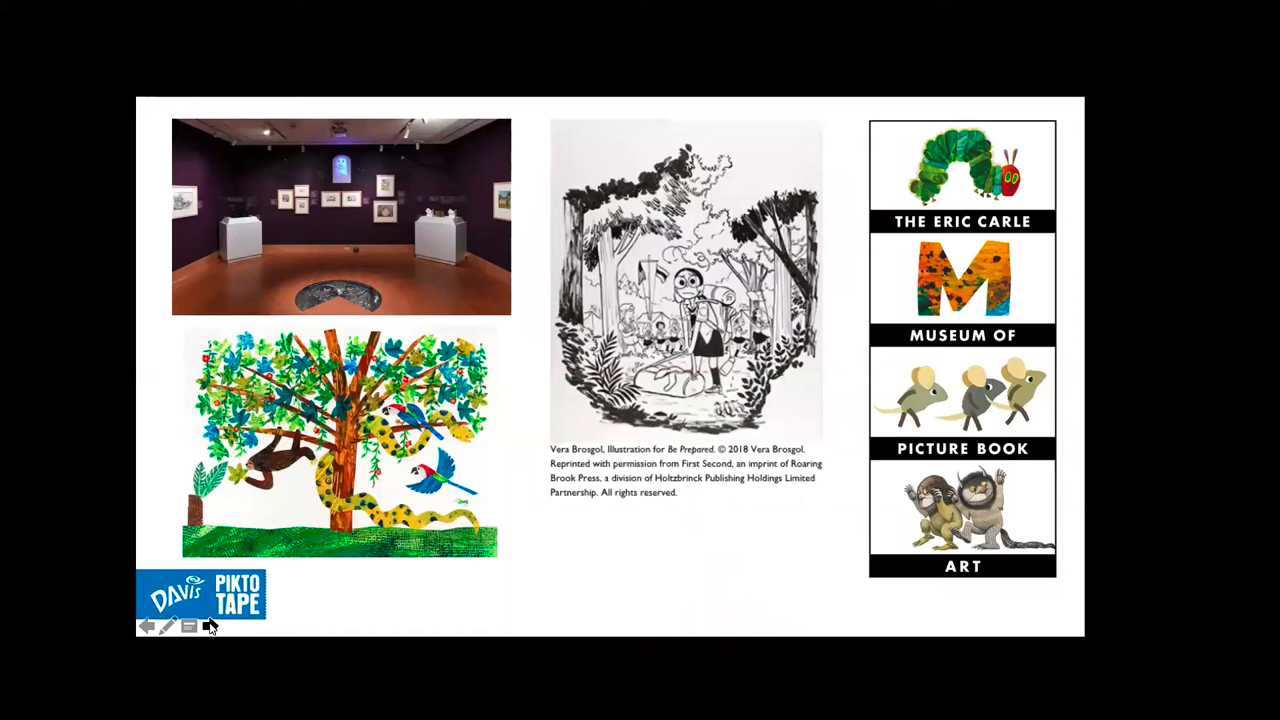 Vera Brosgol, Illustration for Be Prepared. © 2018 Vera Brosgol.
Reprinted with permission from First Second, an imprint of Roaring
Brook Press, a division of Holtzbrinck Publishing Holdings Limited
Partnership. All rights reserved.
THE ERIC CARLE
M
MUSEUM OF
PICTURE BOOK
ART
DAVIS
PIKTO
TAPE